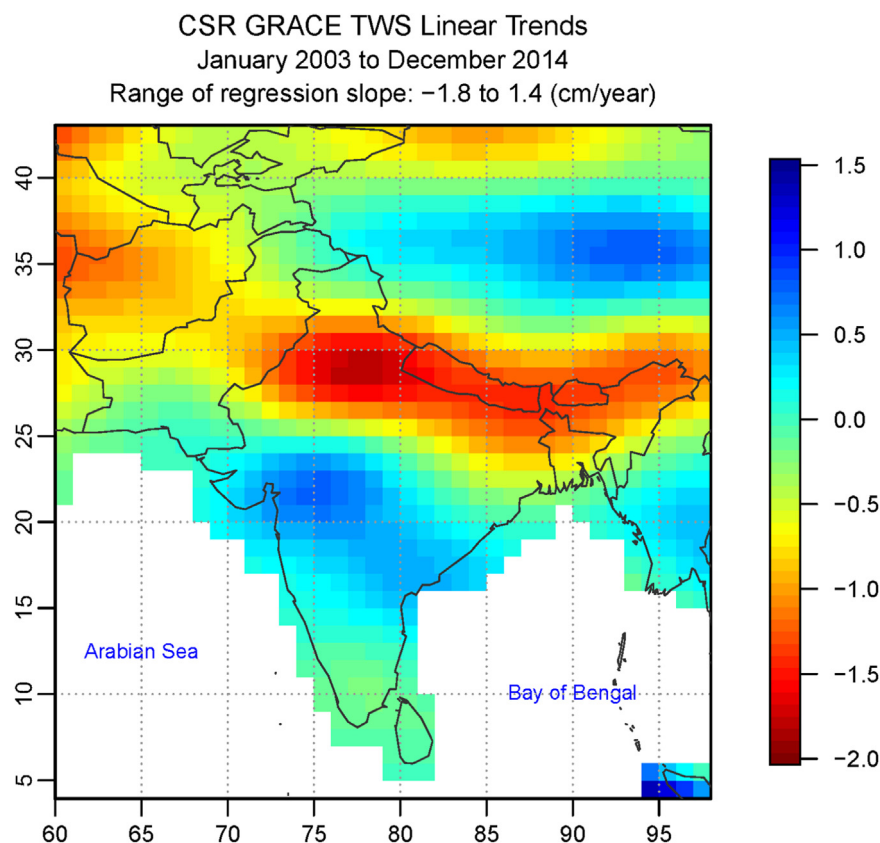 CSR GRACE TWS Linear Trends
January 2003 to December 2014
Range of regression slope: −1.8 to 1.4 (cm/year)
40
35
30
25
20
15
10
5
Arabian Sea
Bay of Bengal
60 65 70 75 80 85 90 95
1.5
1.0
0.5
0.0
−0.5
−1.0
−1.5
−2.0